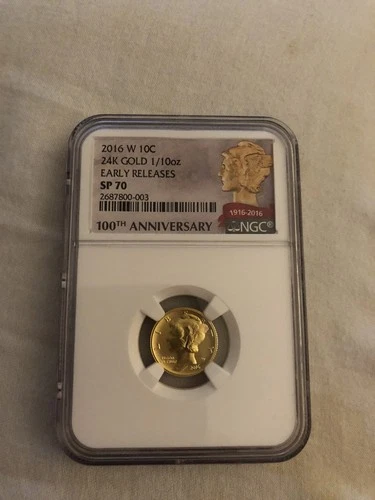 2016 W 10C
24K GOLD 1/10oz
EARLY RELEASES
SP 70
2687800-003
100TH ANNIVERSARY
1916-2016
NGC®